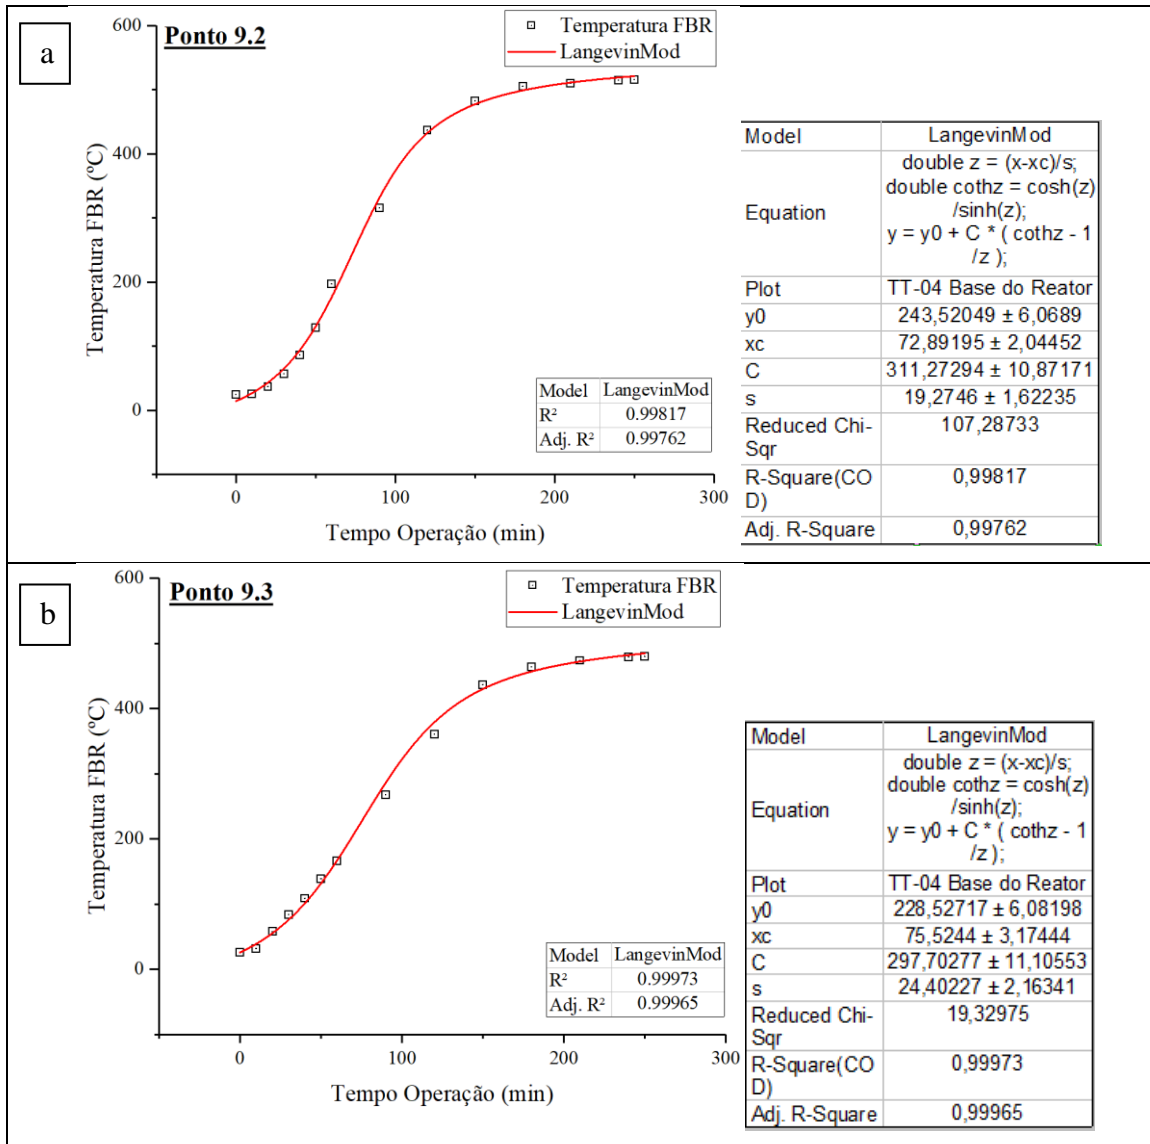 a
Ponto 9.2
Temperatura FBR
LangevinMod
600
400
200
0
0
100
200
300
Temperatura FBR (ºC)
Tempo Operação (min)
Model LangevinMod
R² 0.99817
Adj. R² 0.99762
Model LangevinMod
Equation
double z = (x-xc)/s;
double cothz = cosh(z)
/sinh(z);
y = y0 + C * ( cothz - 1
/z );
Plot TT-04 Base do Reator
y0 243,52049 ± 6,0689
xc 72,89195 ± 2,04452
C 311,27294 ± 10,87171
s 19,2746 ± 1,62235
Reduced Chi-
Sqr
107,28733
R-Square(CO
D)
0,99817
Adj. R-Square 0,99762
b
Ponto 9.3
Temperatura FBR
LangevinMod
600
400
200
0
0
100
200
300
Temperatura FBR (ºC)
Tempo Operação (min)
Model LangevinMod
R² 0.99973
Adj. R² 0.99965
Model LangevinMod
Equation
double z = (x-xc)/s;
double cothz = cosh(z)
/sinh(z);
y = y0 + C * ( cothz - 1
/z );
Plot TT-04 Base do Reator
y0 228,52717 ± 6,08198
xc 75,5244 ± 3,17444
C 297,70277 ± 11,10553
s 24,40227 ± 2,16341
Reduced Chi-
Sqr
19,32975
R-Square(CO
D)
0,99973
Adj. R-Square 0,99965